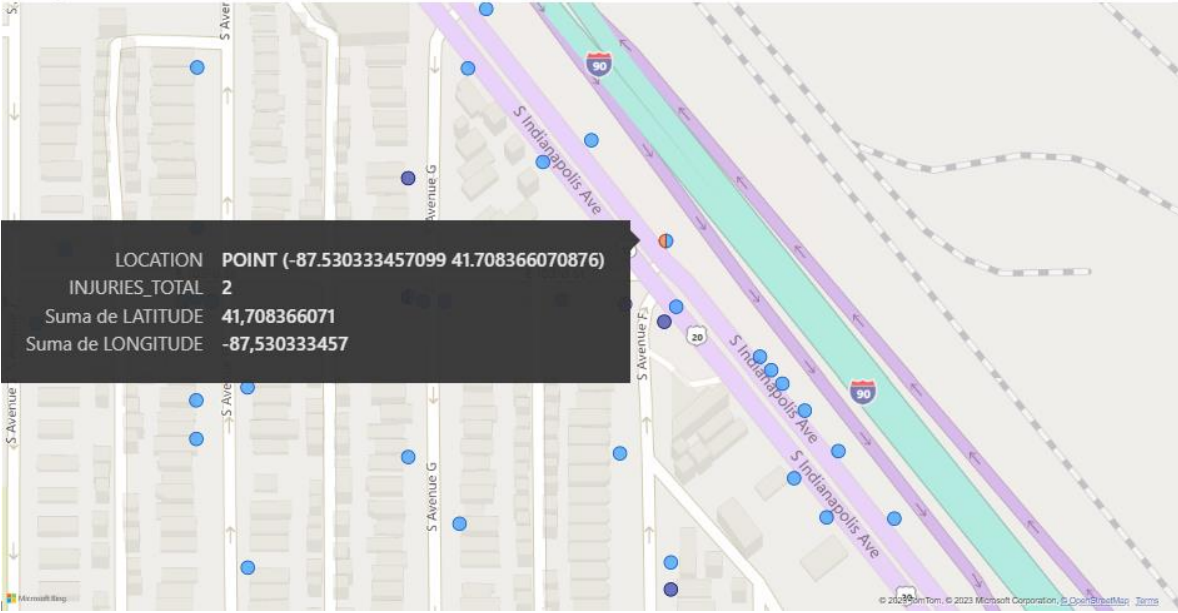 S Aver
90
S Indianapolis Ave
Avenue G
LOCATION POINT (-87.530333457099 41.708366070876)
INJURIES_TOTAL 2
Suma de LATITUDE 41,708366071
Suma de LONGITUDE -87,530333457
S Avenue F
20
S Indianapolis Ave
90
S Avenue
S Ave
S Avenue G
S Indianapolis Ave
20
Microsoft Bing
© 2023 TomTom, © 2023 Microsoft Corporation, © OpenStreetMap Terms